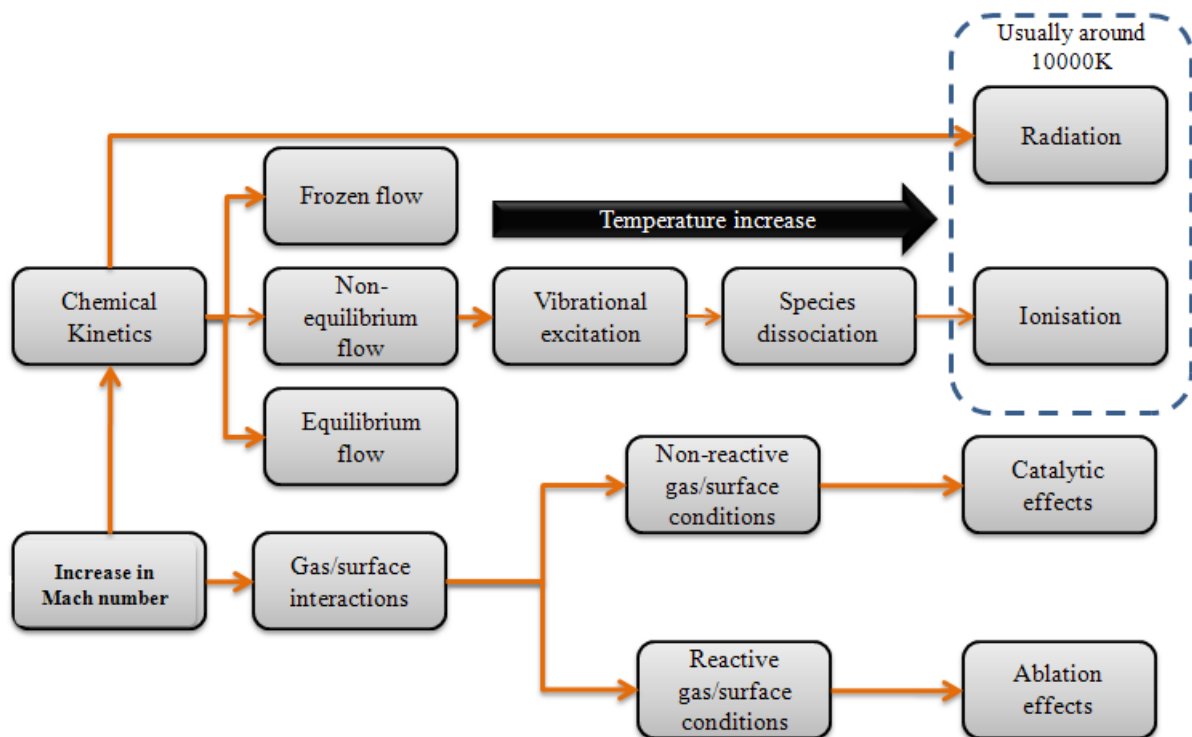 Usually around
10000K
Radiation
Frozen flow
Temperature increase
Chemical
Kinetics
Non-
equilibrium
flow
Vibrational
excitation
Species
dissociation
Ionisation
Equilibrium
flow
Non-reactive
gas/surface
conditions
Catalytic
effects
Increase in
Mach number
Gas/surface
interactions
Reactive
gas/surface
conditions
Ablation
effects